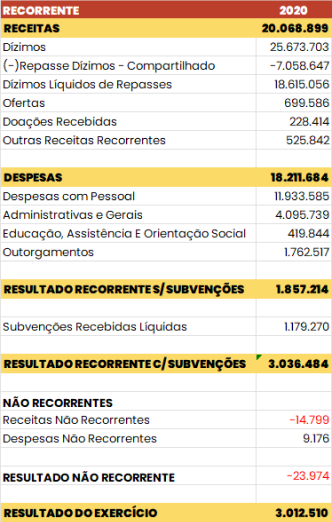 RECORRENTE 2020
RECEITAS 20.068.899
Dízimos 25.673.703
(-)Repasse Dízimos - Compartilhado -7.058.647
Dízimos Líquidos de Repasses 18.615.056
Ofertas 699.586
Doações Recebidas 228.414
Outras Receitas Recorrentes 525.842
DESPESAS 18.211.684
Despesas com Pessoal 11.933.585
Administrativas e Gerais 4.095.739
Educação, Assistência E Orientação Social 419.844
Outorgamentos 1.762.517
RESULTADO RECORRENTE S/SUBVENÇÕES 1.857.214
Subvenções Recebidas Líquidas 1.179.270
RESULTADO RECORRENTE C/SUBVENÇÕES 3.036.484
NÃO RECORRENTES
Receitas Não Recorrentes -14.799
Despesas Não Recorrentes 9.176
RESULTADO NÃO RECORRENTE -23.974
RESULTADO DO EXERCÍCIO 3.012.510